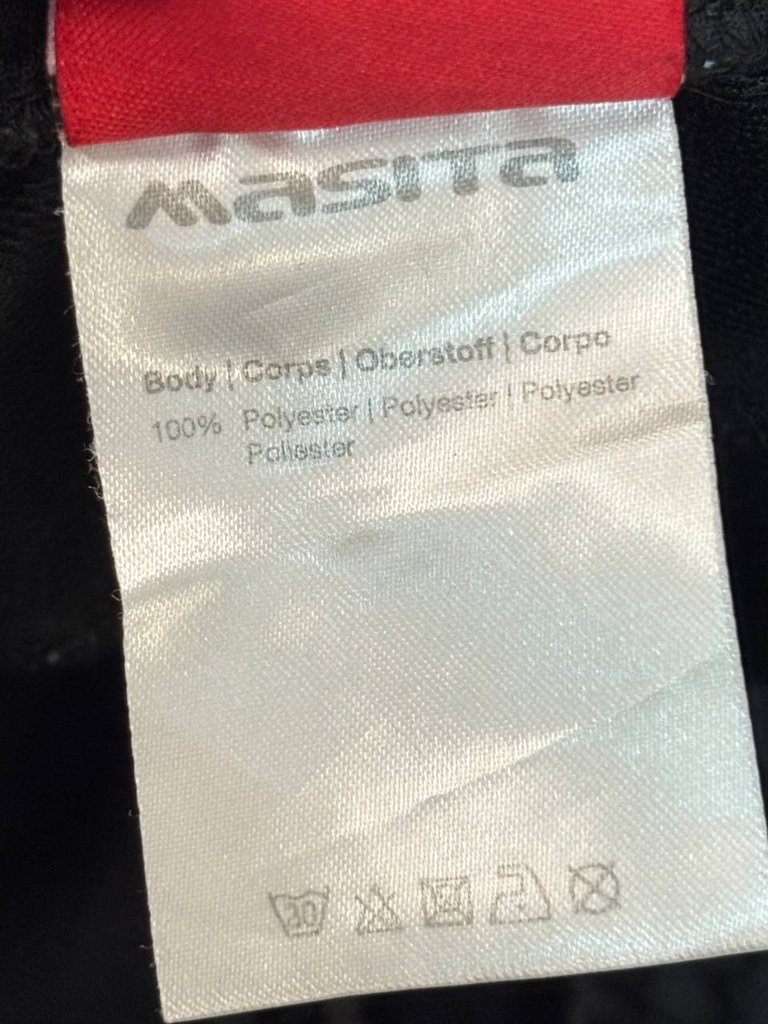 masita
Body | Corps | Oberstoff | Corpo
100% Polyester | Polyester | Polyester
Poliester
30